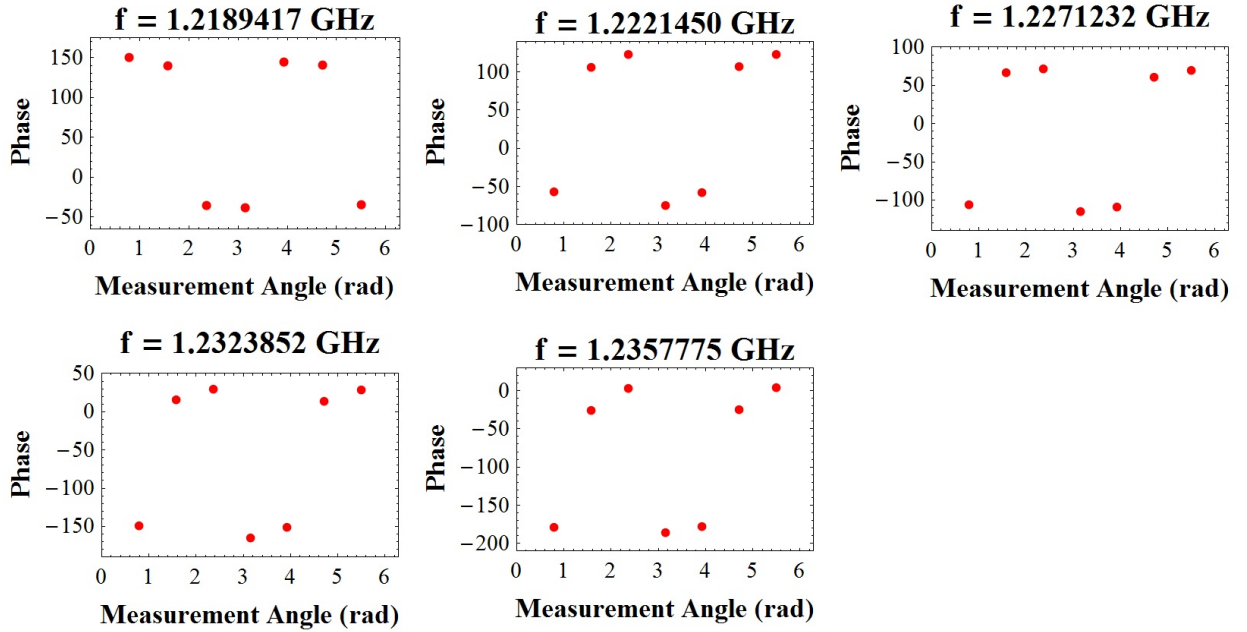 f = 1.2189417 GHz
150
100
50
0
−50
Phase
0 1 2 3 4 5 6
Measurement Angle (rad)
f = 1.2221450 GHz
100
50
0
−50
−100
Phase
0 1 2 3 4 5 6
Measurement Angle (rad)
f = 1.2271232 GHz
100
50
0
−50
−100
Phase
0 1 2 3 4 5 6
Measurement Angle (rad)
f = 1.2323852 GHz
50
0
−50
−100
−150
Phase
0 1 2 3 4 5 6
Measurement Angle (rad)
f = 1.2357775 GHz
0
−50
−100
−150
−200
Phase
0 1 2 3 4 5 6
Measurement Angle (rad)